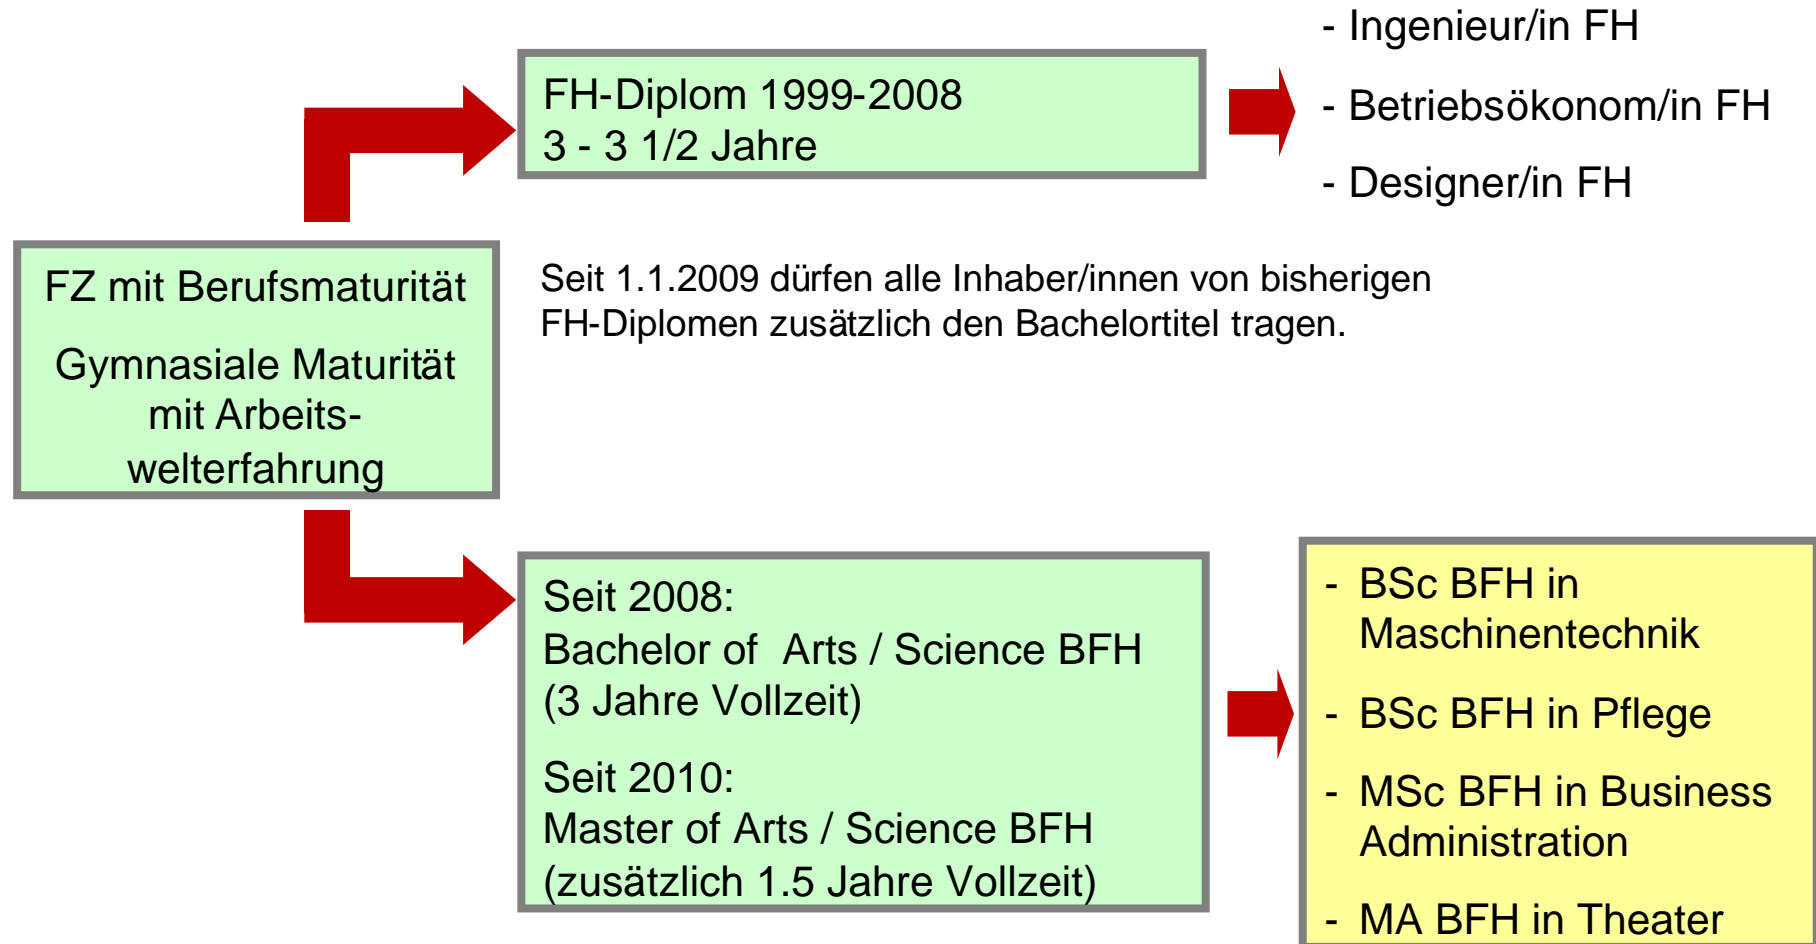 - Ingenieur/in FH
- Betriebsökonom/in FH
- Designer/in FH
FH-Diplom 1999-2008
3 - 3 1/2 Jahre
FZ mit Berufsmaturität
Gymnasiale Maturität
mit Arbeits-
welterfahrung
Seit 1.1.2009 dürfen alle Inhaber/innen von bisherigen
FH-Diplomen zusätzlich den Bachelortitel tragen.
Seit 2008:
Bachelor of Arts / Science BFH
(3 Jahre Vollzeit)
Seit 2010:
Master of Arts / Science BFH
(zusätzlich 1.5 Jahre Vollzeit)
- BSc BFH in
Maschinentechnik
- BSc BFH in Pflege
- MSc BFH in Business
Administration
- MA BFH in Theater